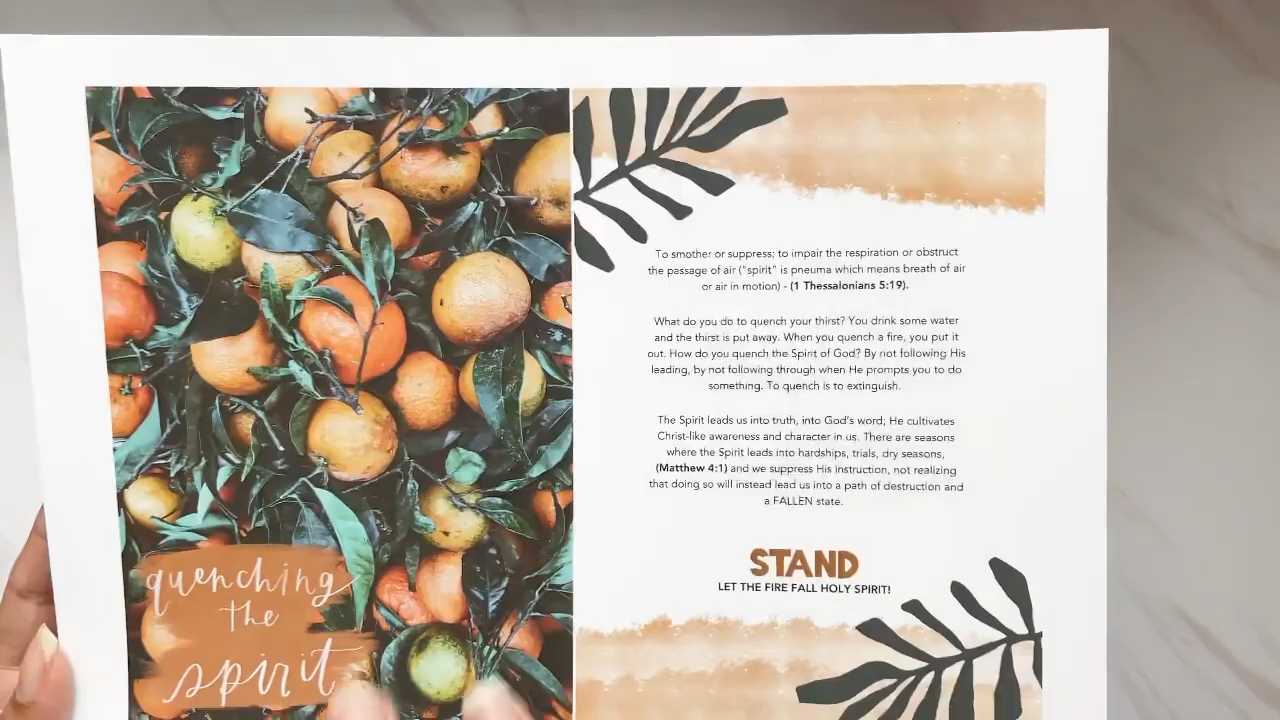 quenching
the
spirit
To smother or suppress; to impair the respiration or obstruct
the passage of air ("spirit" is pneuma which means breath of air
or air in motion) - (1 Thessalonians 5:19).
What do you do to quench your thirst? You drink some water
and the thirst is put away. When you quench a fire, you put it
out. How do you quench the Spirit of God? By not following His
leading, by not following through when He prompts you to do
something. To quench is to extinguish.
The Spirit leads us into truth, into God's word; He cultivates
Christ-like awareness and character in us. There are seasons
where the Spirit leads into hardships, trials, dry seasons,
(Matthew 4:1) and we suppress His instruction, not realizing
that doing so will instead lead us into a path of destruction and
a FALLEN state.
STAND
LET THE FIRE FALL HOLY SPIRIT!